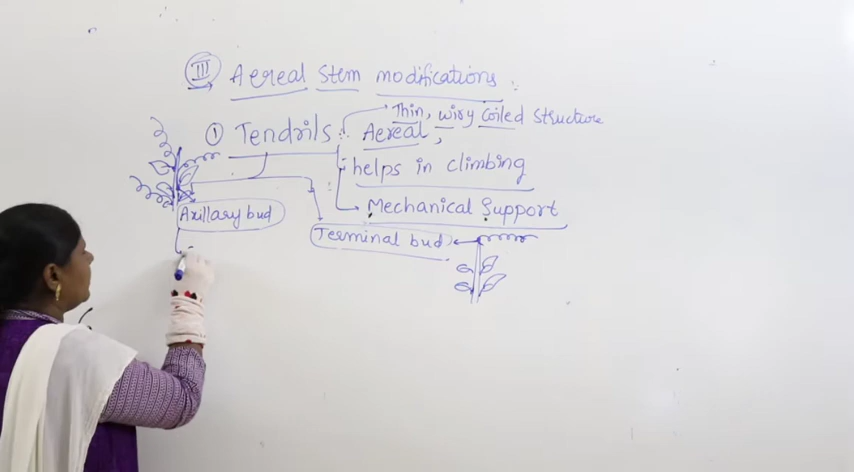 III Aereal Stem modifications
Thin, wiry coiled structure
① Tendrils : Aereal,
helps in climbing
Mechanical Support
Axillary bud
Terminal bud